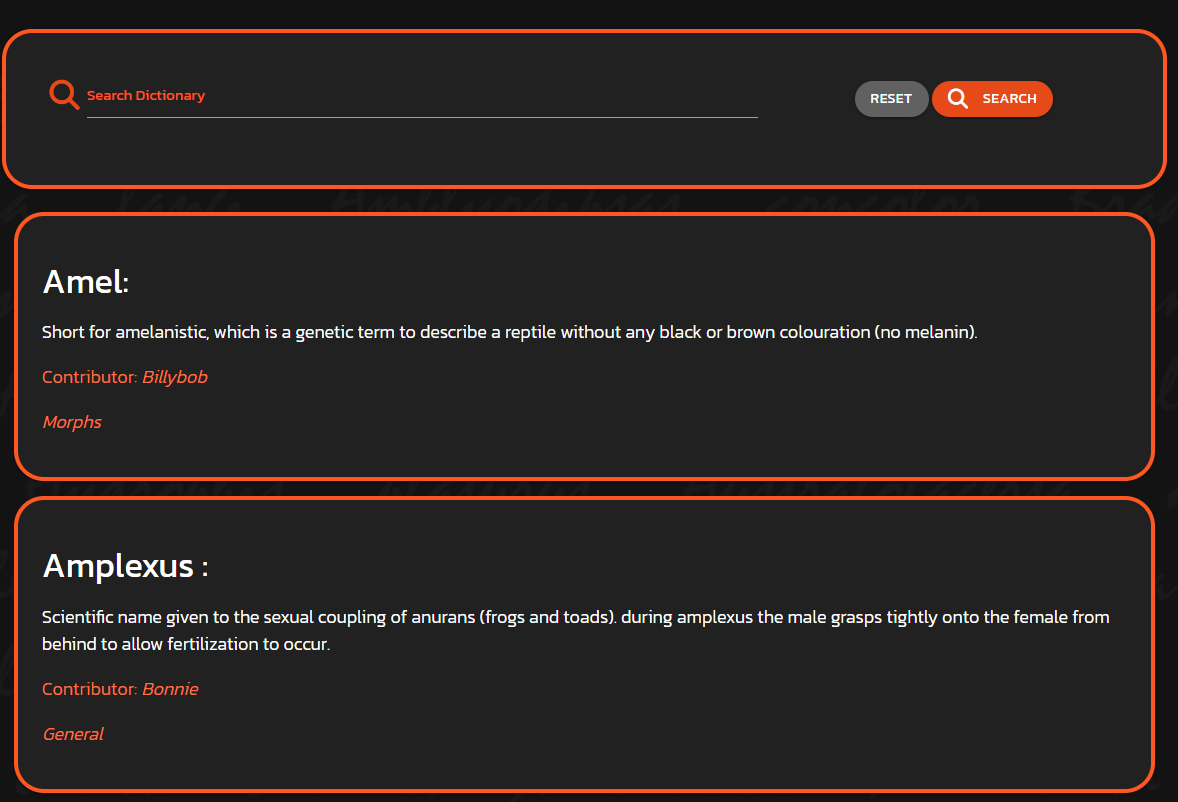 Search Dictionary
RESET
SEARCH
Amel:
Short for amelanistic, which is a genetic term to describe a reptile without any black or brown colouration (no melanin).
Contributor: Billybob
Morphs
Amplexus :
Scientific name given to the sexual coupling of anurans (frogs and toads). during amplexus the male grasps tightly onto the female from
behind to allow fertilization to occur.
Contributor: Bonnie
General